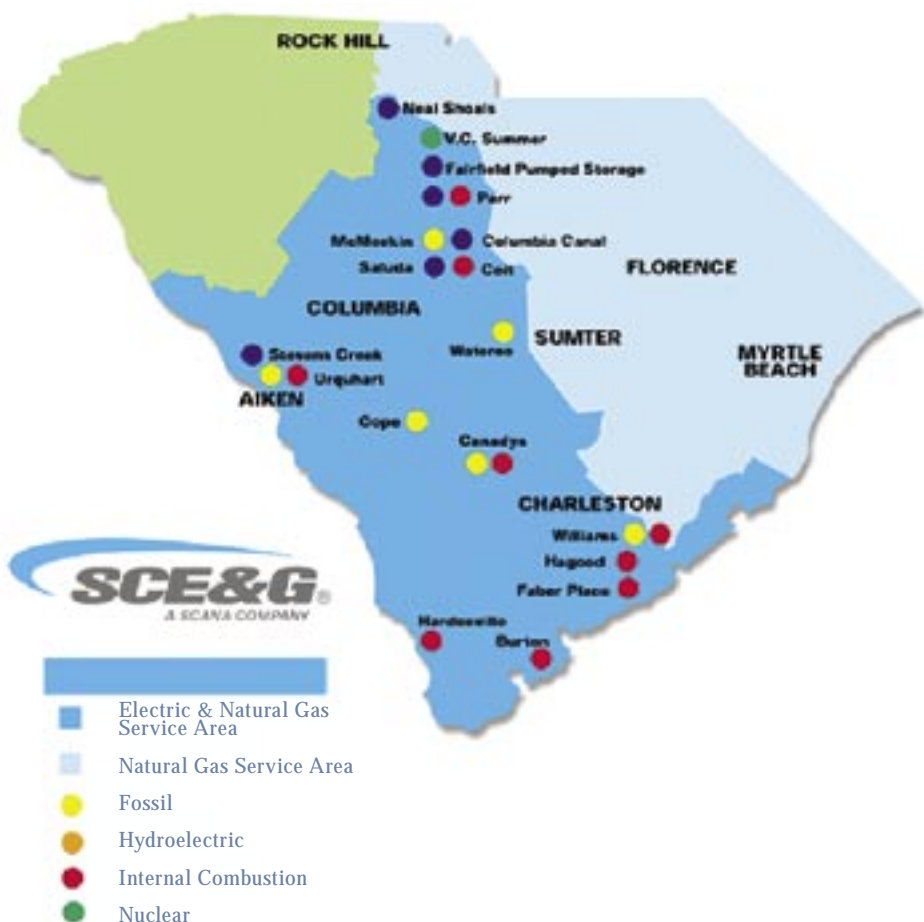 ROCK HILL
Neal Shoals
V.C. Summer
Fairfield Pumped Storage
Parr
McMeekin
Columbia Canal
Saluda
Coit
FLORENCE
COLUMBIA
SUMTER
Wateree
MYRTLE
BEACH
Stevens Creek
Urquhart
AIKEN
Cope
Canadys
CHARLESTON
Williams
Hagood
Faber Place
SCE&G®
A SCANA COMPANY
Hardeeville
Burton
Electric & Natural Gas
Service Area
Natural Gas Service Area
Fossil
Hydroelectric
Internal Combustion
Nuclear